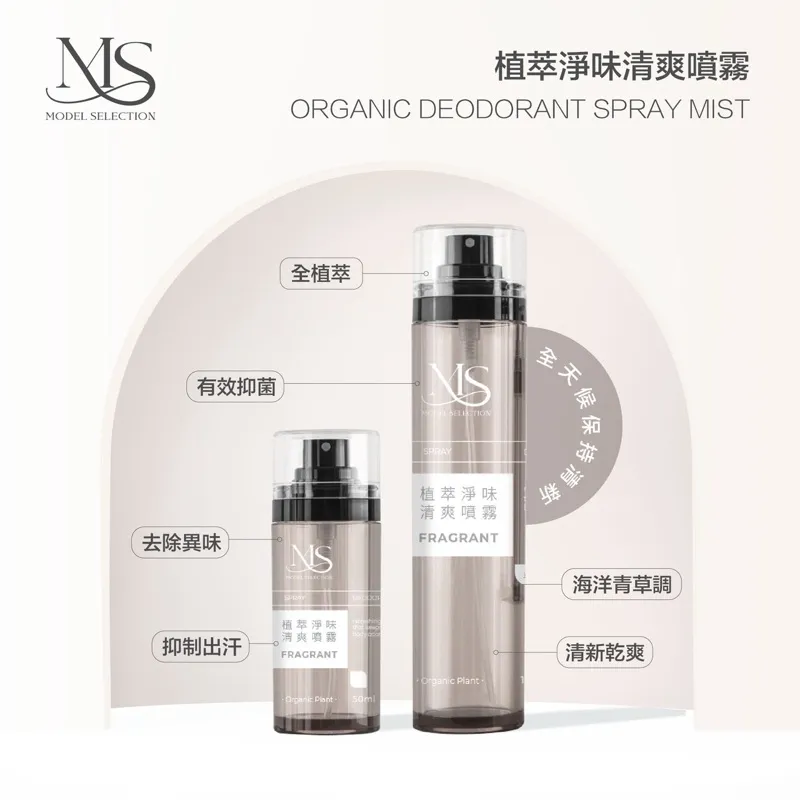 MS
MODEL SELECTION
植萃淨味清爽噴霧
ORGANIC DEODORANT SPRAY MIST
全植萃
有效抑菌
去除異味
抑制出汗
全天候保持清新
海洋青草調
清新乾爽
MS
MODEL SELECTION
SPRAY
植萃淨味
清爽噴霧
FRAGRANT
Organic Plant
MS
MODEL SELECTION
SPRAY
植萃淨味
清爽噴霧
FRAGRANT
Organic Plant
50ml